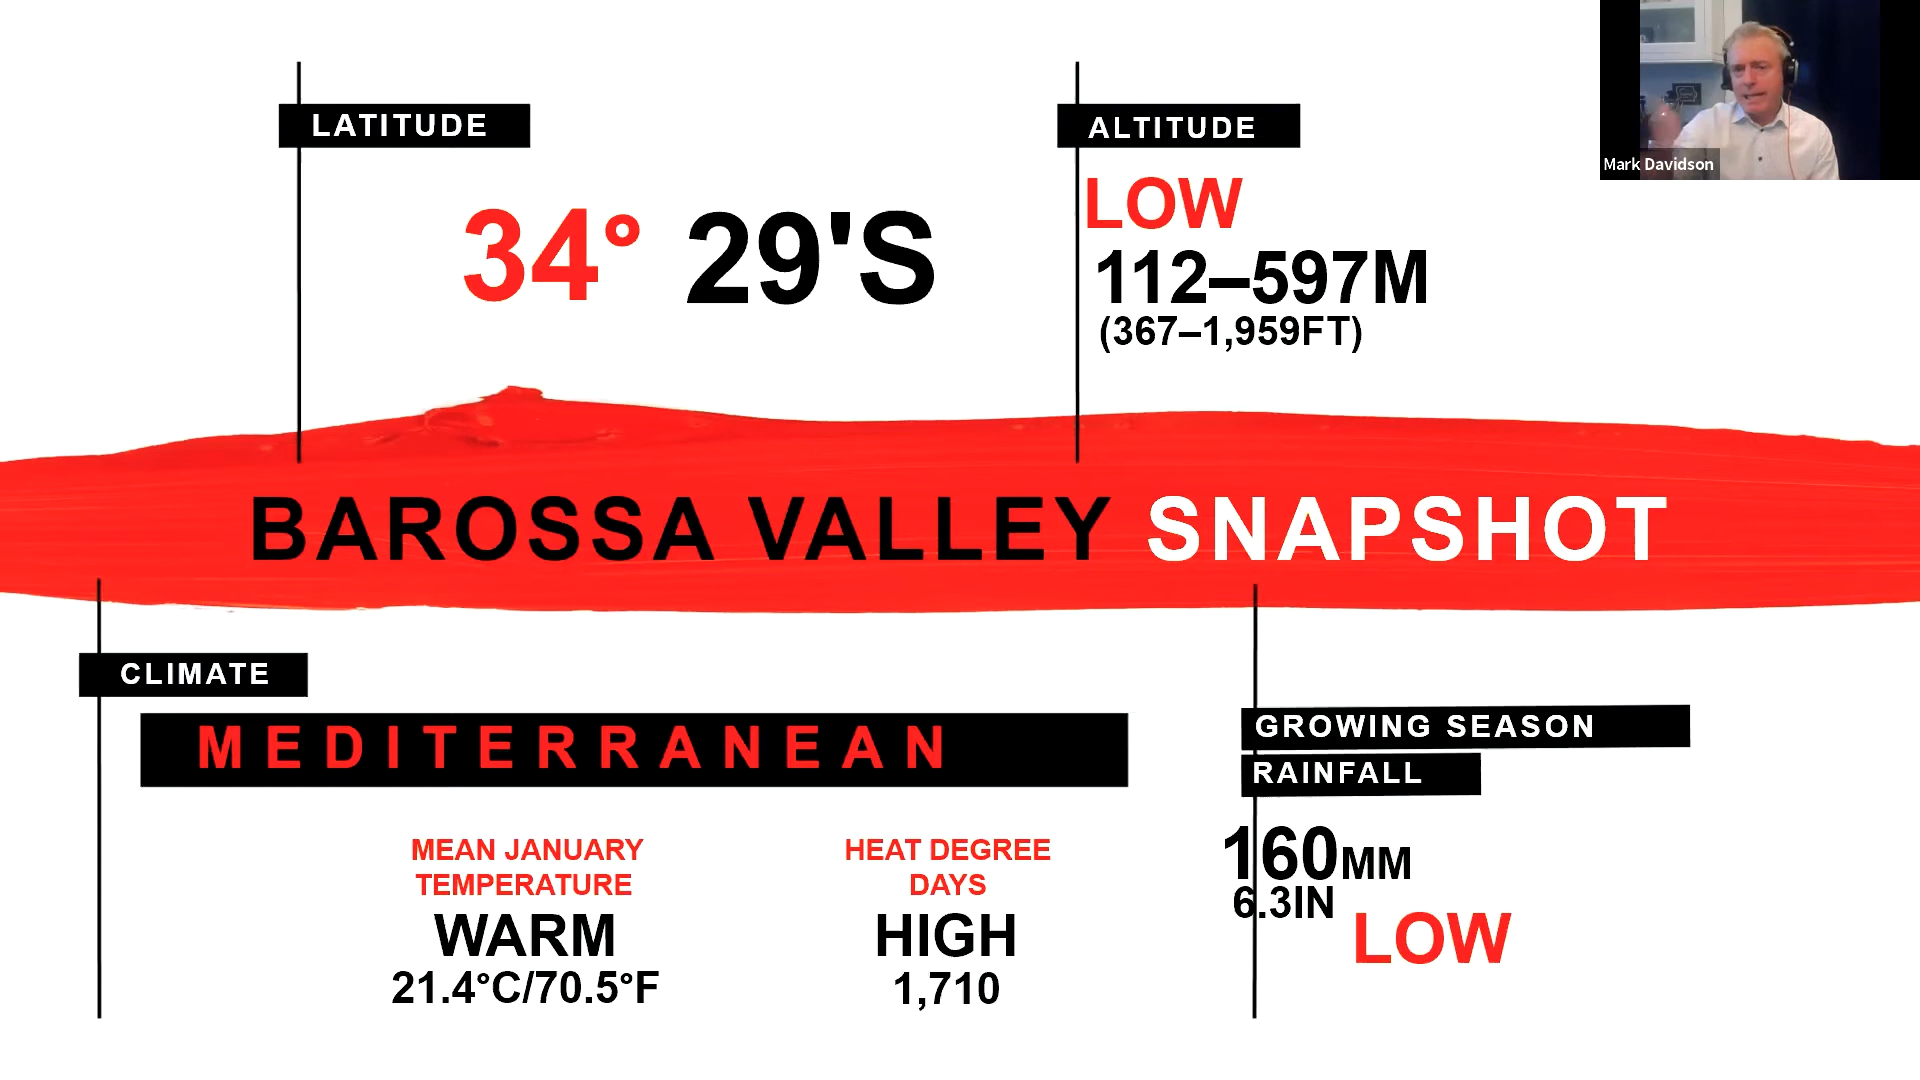 LATITUDE
34° 29'S
ALTITUDE
LOW
112–597M
(367–1,959FT)
Mark Davidson
BAROSSA VALLEY SNAPSHOT
CLIMATE
MEDITERRANEAN
MEAN JANUARY
TEMPERATURE
WARM
21.4°C/70.5°F
HEAT DEGREE
DAYS
HIGH
1,710
GROWING SEASON
RAINFALL
160MM
6.3IN
LOW